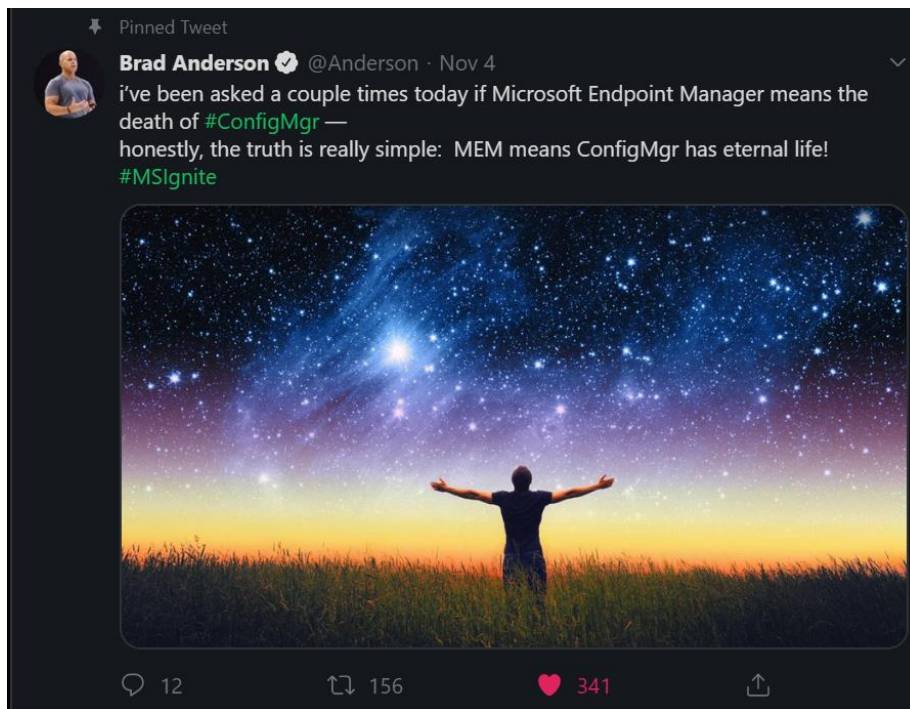 Pinned Tweet
Brad Anderson @Anderson · Nov 4
i've been asked a couple times today if Microsoft Endpoint Manager means the
death of #ConfigMgr —
honestly, the truth is really simple:  MEM means ConfigMgr has eternal life!
#MSIgnite
12 156 341